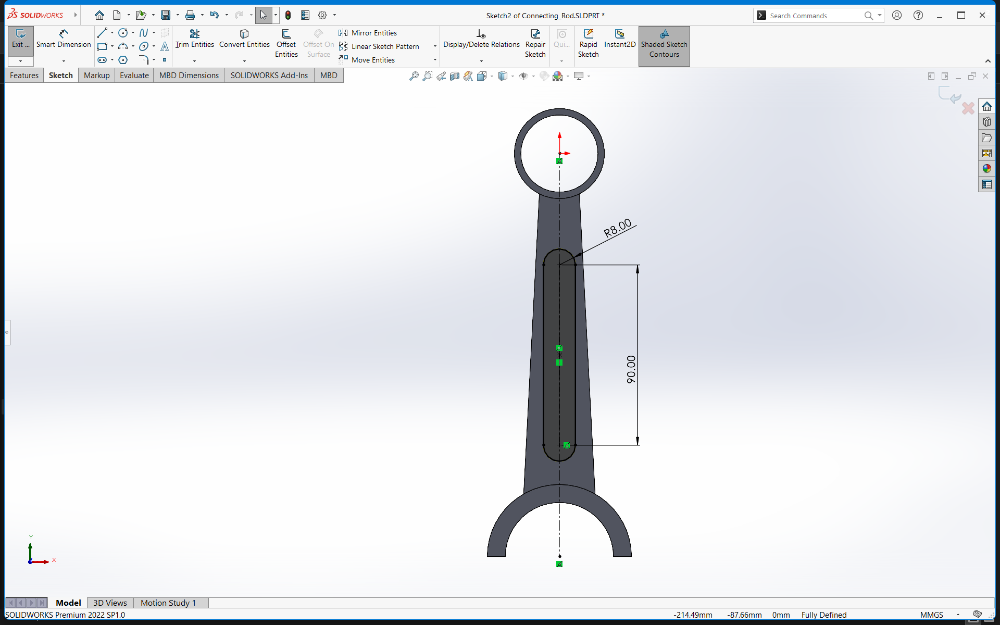 SOLIDWORKS
Sketch2 of Connecting_Rod.SLDPRT *
Search Commands
Exit ...
Smart Dimension
Trim Entities
Convert Entities
Offset
Entities
Offset On
Surface
Mirror Entities
Linear Sketch Pattern
Move Entities
Display/Delete Relations
Repair
Sketch
Qui...
Rapid
Sketch
Instant2D
Shaded Sketch
Contours
Features
Sketch
Markup
Evaluate
MBD Dimensions
SOLIDWORKS Add-Ins
MBD
R8.00
90.00
Y
X
Model
3D Views
Motion Study 1
SOLIDWORKS Premium 2022 SP1.0
-214.49mm
-87.66mm
0mm
Fully Defined
MMGS